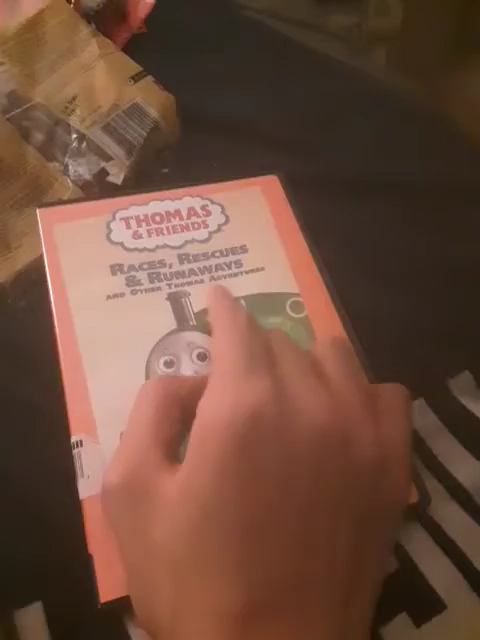 THOMAS
& FRIENDS
RACES, RESCUES
& RUNAWAYS
AND OTHER THOMAS ADVENTURES